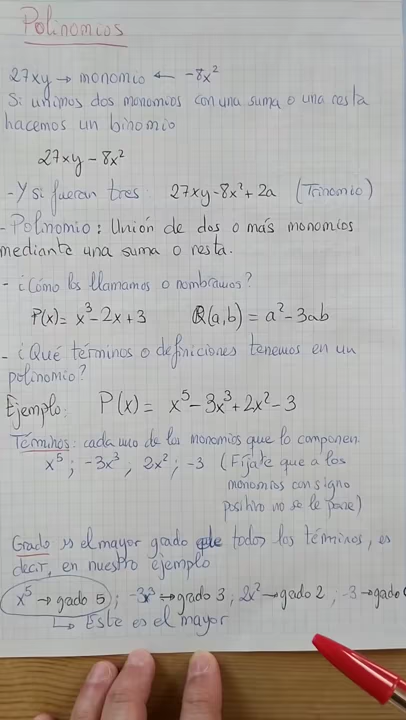 Polinomios
27xy → monomio ← -8x²
Si unimos dos monomios con una suma o una resta
hacemos un binomio
27xy - 8x²
- Y si fueran tres: 27xy - 8x² + 2a (Trinomio)
- Polinomio: Unión de dos o más monomios
mediante una suma o resta.
- ¿Cómo los llamamos o nombramos?
P(x) = x³ - 2x + 3 Q(a,b) = a² - 3ab
- ¿Qué términos o definiciones tenemos en un
polinomio?
Ejemplo: P(x) = x⁵ - 3x³ + 2x² - 3
Términos: cada uno de los monomios que lo componen.
x⁵ ; -3x³ , 2x² ; -3 (Fíjate que a los
monomios con signo
positivo no se le pone)
Grado es el mayor grado de todos los términos, es
decir, en nuestro ejemplo
x⁵ → grado 5 ; -3x³ → grado 3 ; 2x² → grado 2 ; -3 → grado
↳ Este es el mayor